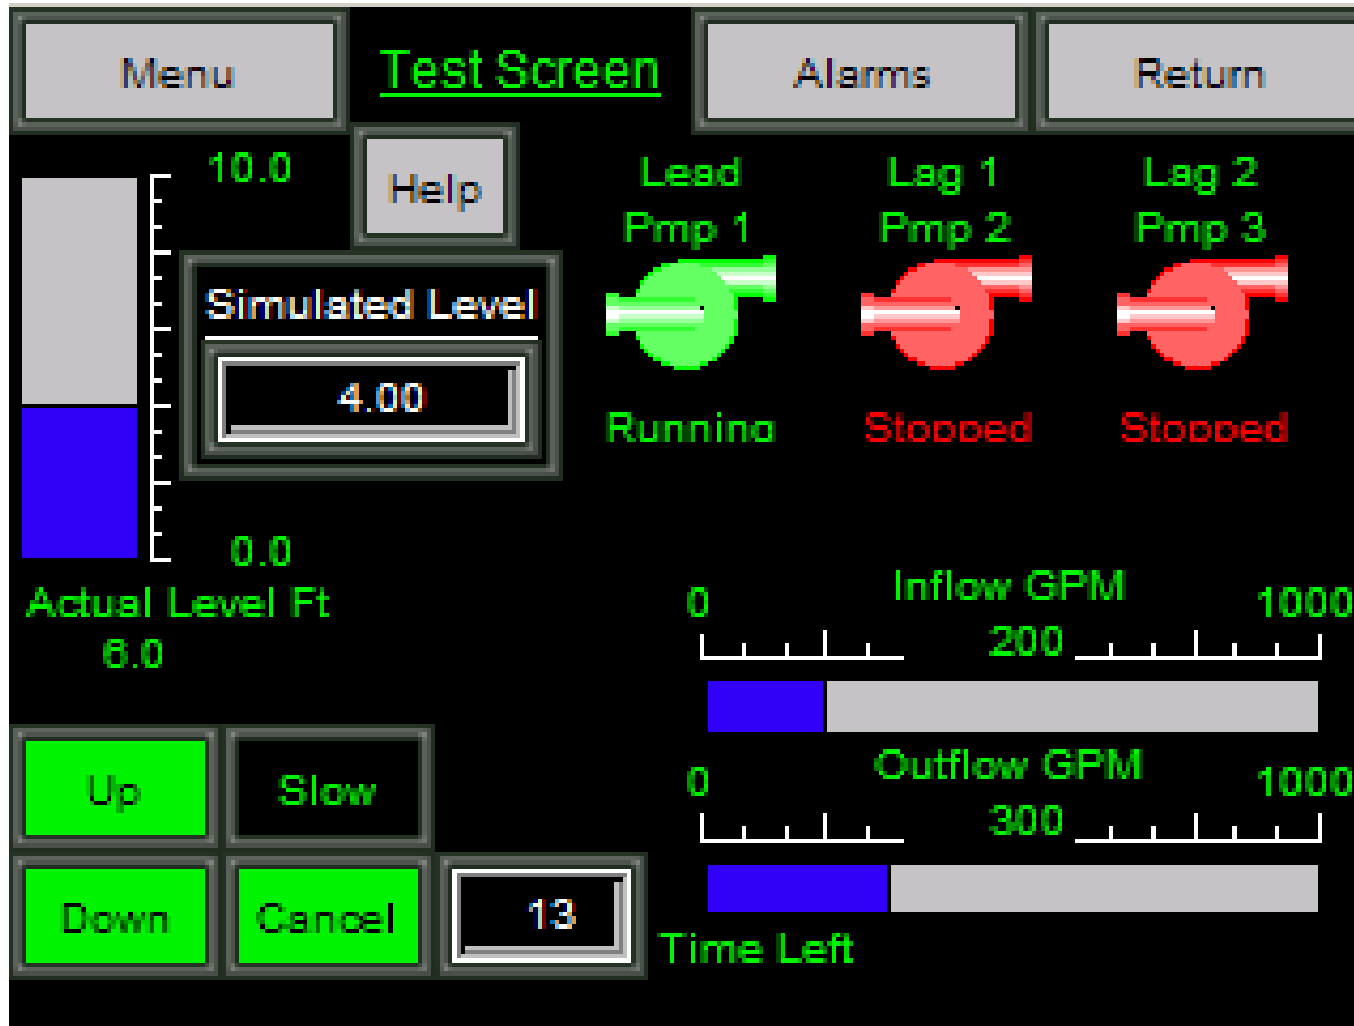 Menu
Test Screen
Alarms
Return
10.0
Help
Lead
Pmp 1
Lag 1
Pmp 2
Lag 2
Pmp 3
Simulated Level
4.00
Running
Stopped
Stopped
0.0
Actual Level Ft
6.0
Inflow GPM
0
200
1000
Outflow GPM
0
300
1000
Up
Slow
Down
Cancel
13
Time Left